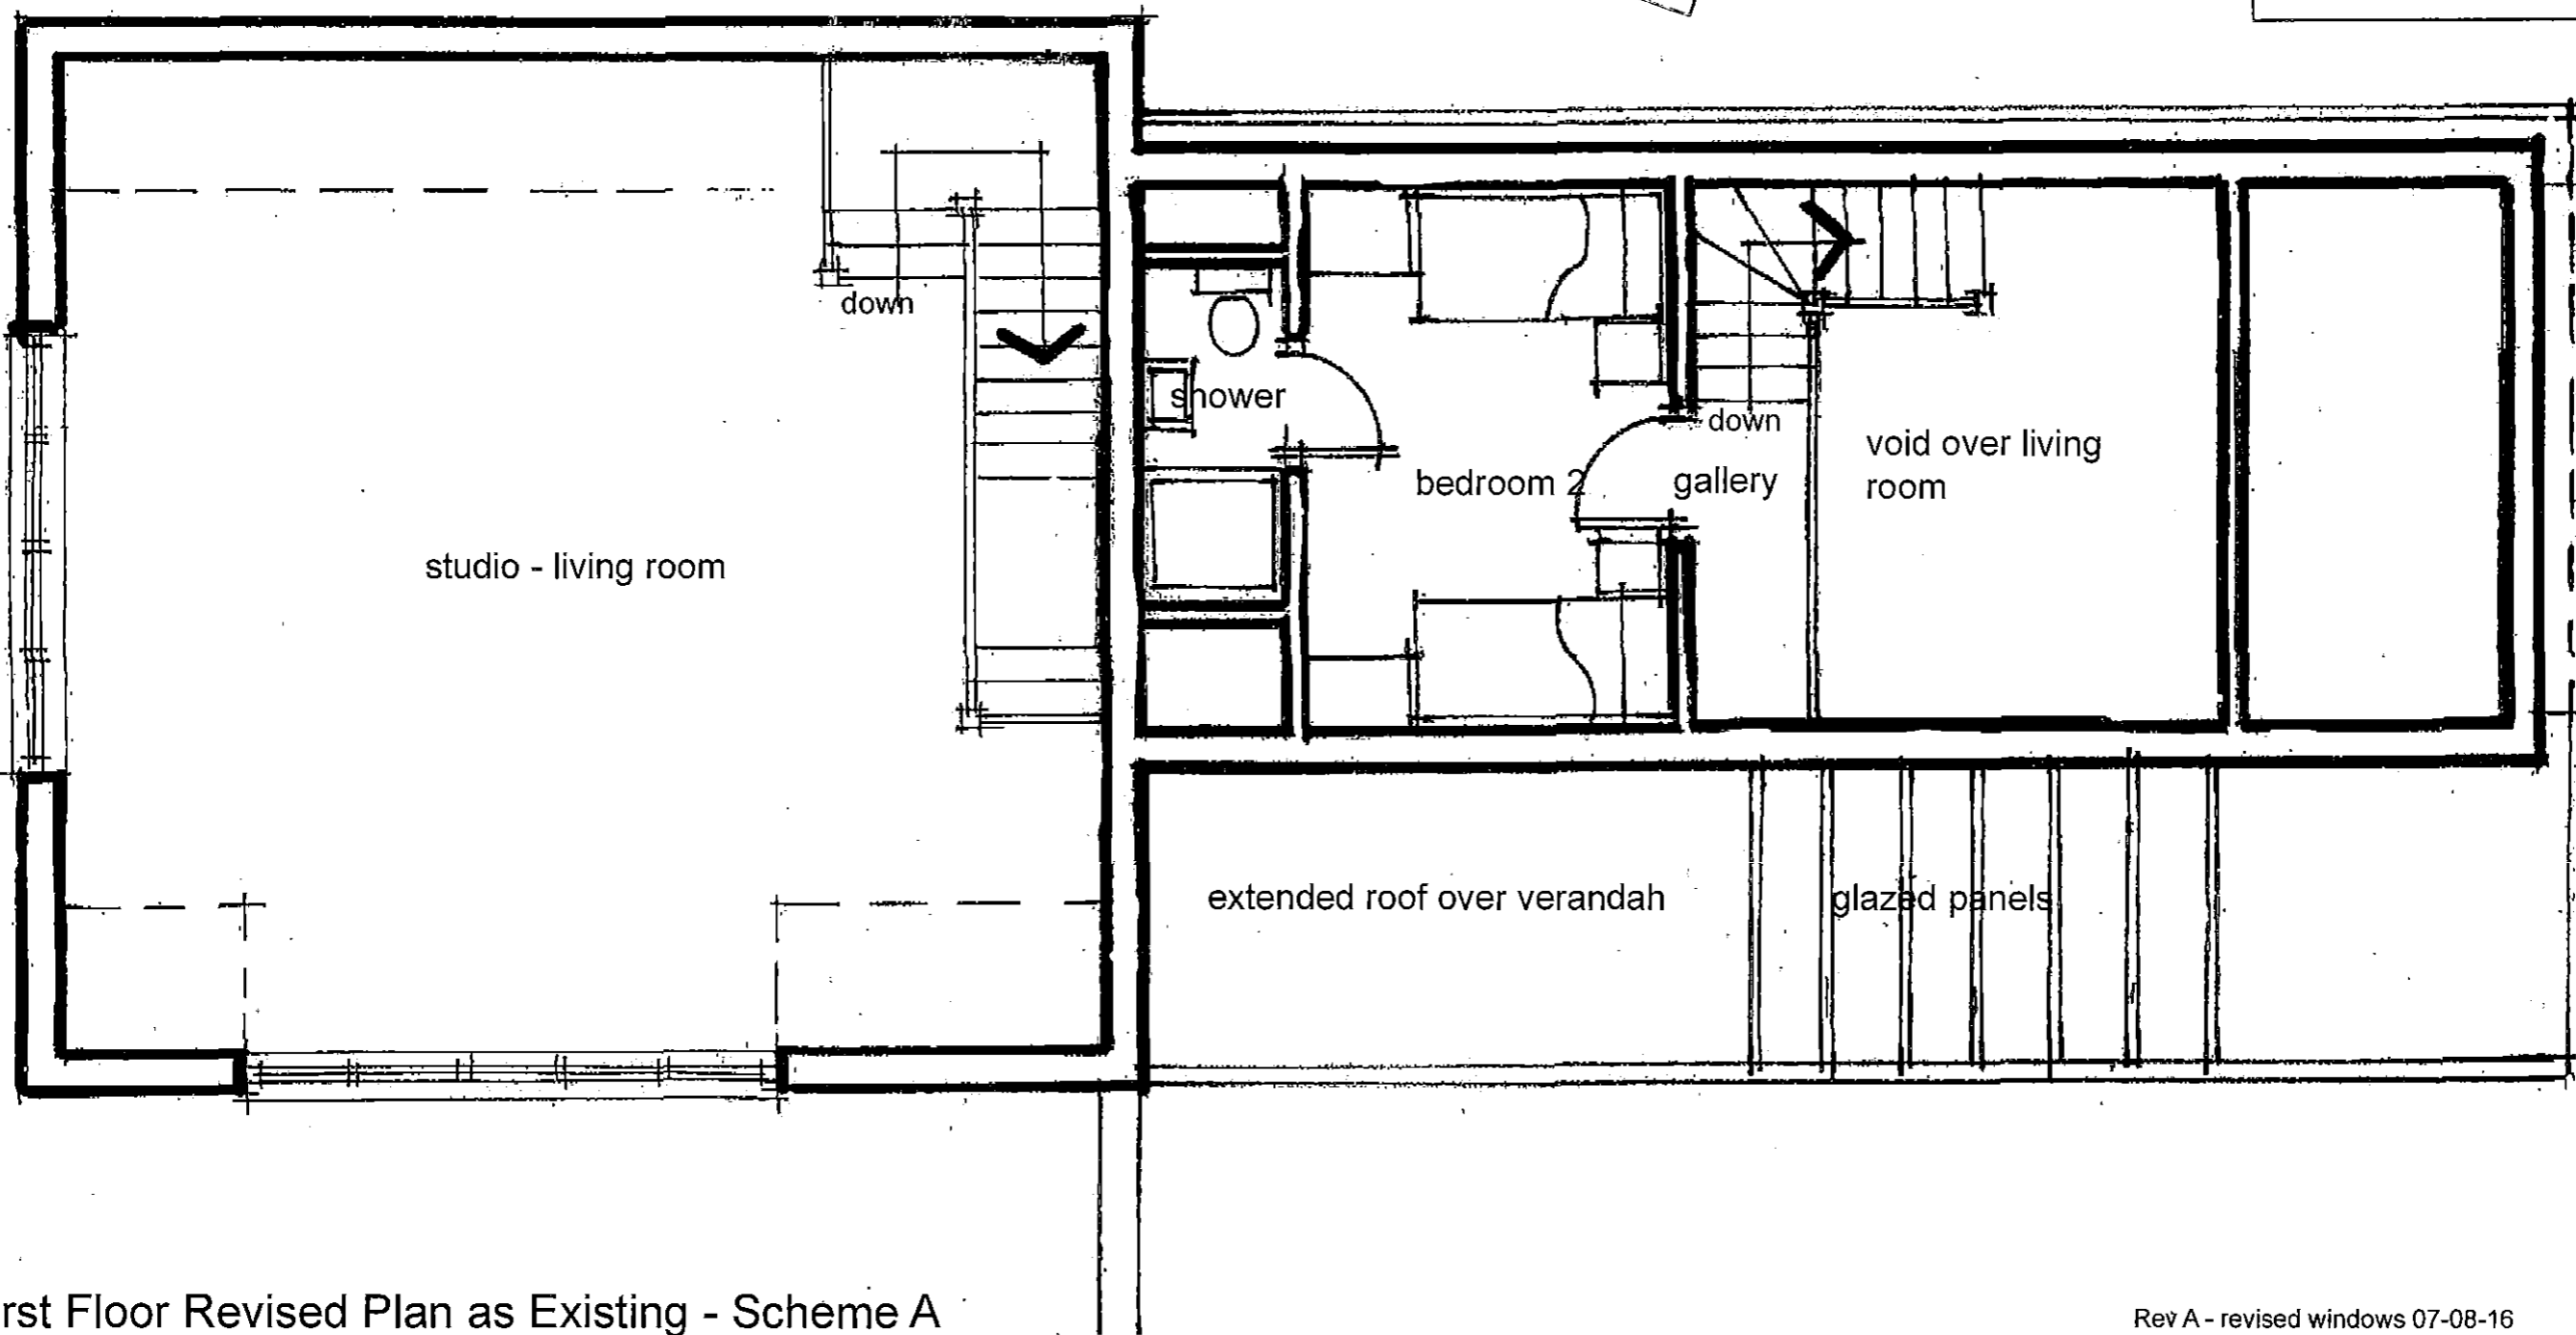 down
shower
down
bedroom 2
gallery
void over living
room
studio - living room
extended roof over verandah
glazed panels
rst Floor Revised Plan as Existing - Scheme A
Rev A - revised windows 07-08-16